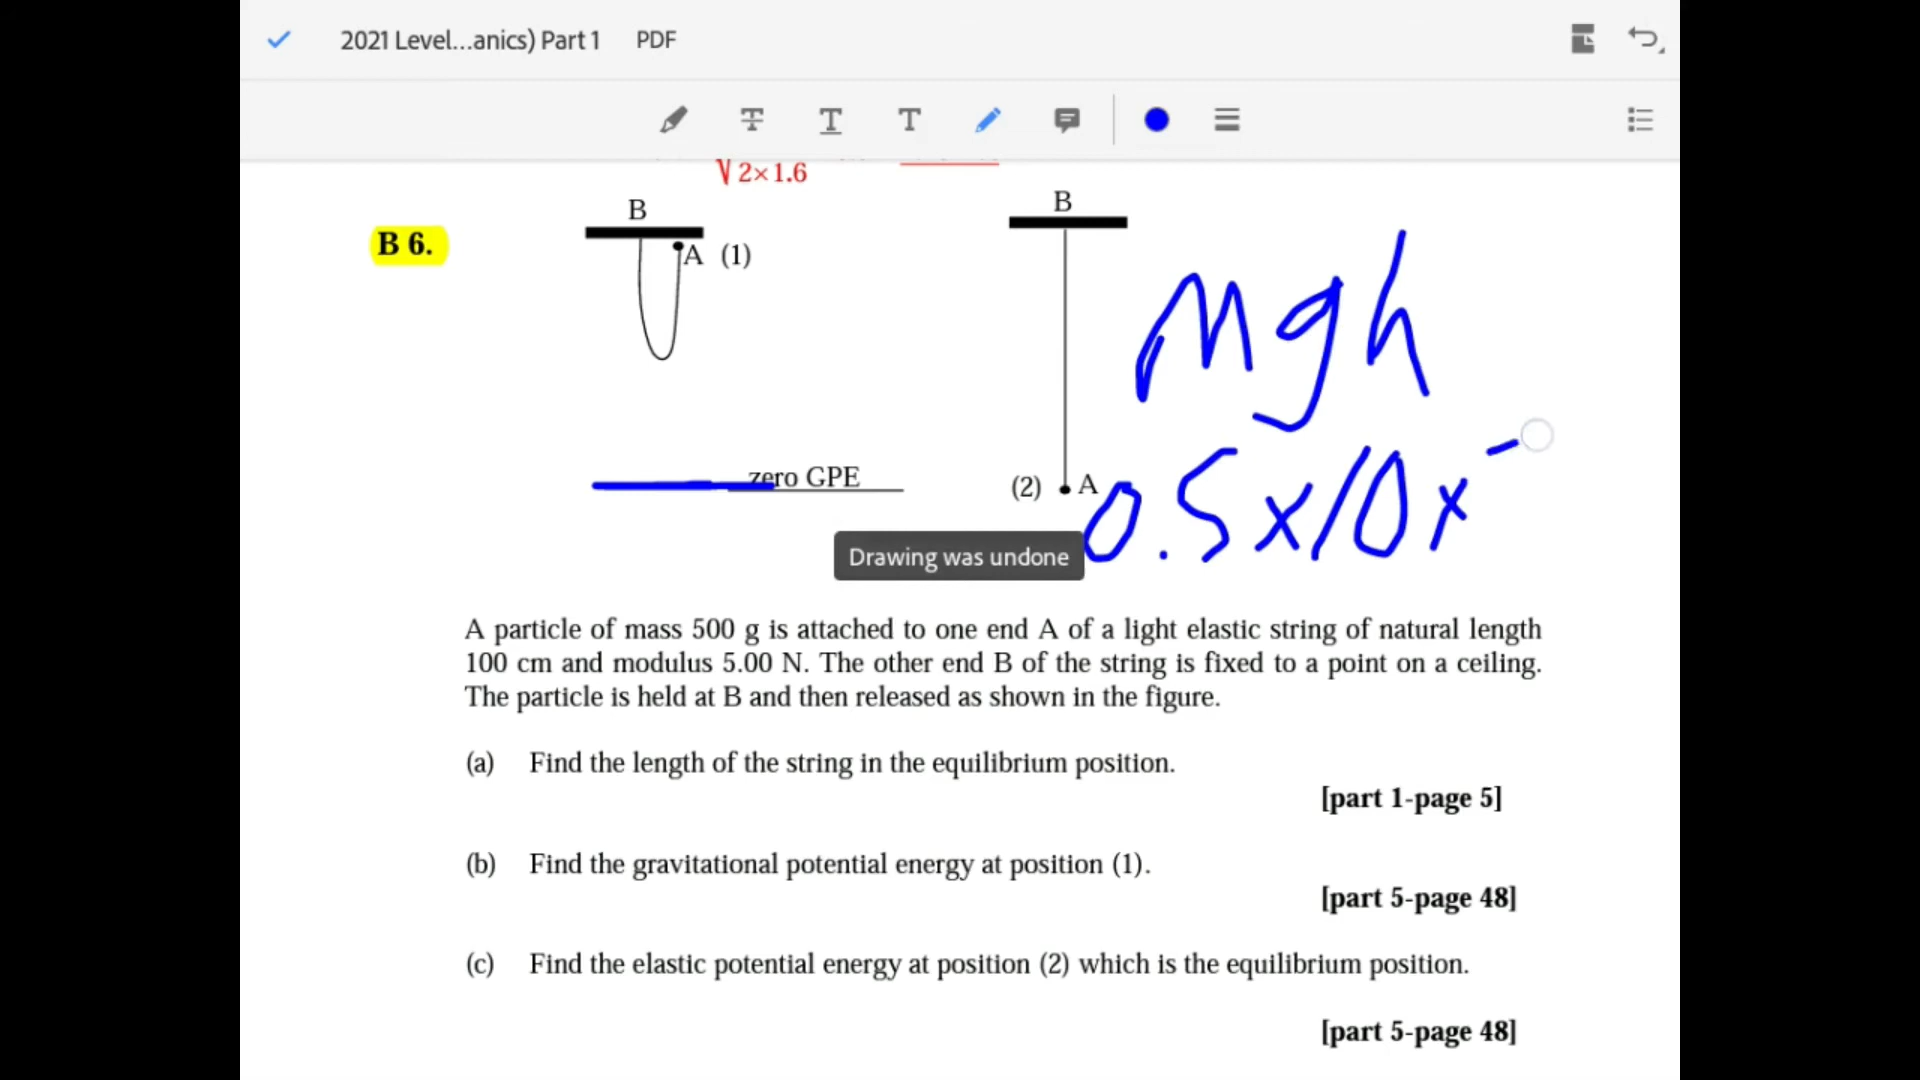 2021 Level...anics) Part 1 PDF
√2×1.6
B
B
B 6.
A (1)
Mgh
zero GPE
(2) A
0.5x10x
Drawing was undone
A particle of mass 500 g is attached to one end A of a light elastic string of natural length
100 cm and modulus 5.00 N. The other end B of the string is fixed to a point on a ceiling.
The particle is held at B and then released as shown in the figure.
(a) Find the length of the string in the equilibrium position.
[part 1-page 5]
(b) Find the gravitational potential energy at position (1).
[part 5-page 48]
(c) Find the elastic potential energy at position (2) which is the equilibrium position.
[part 5-page 48]